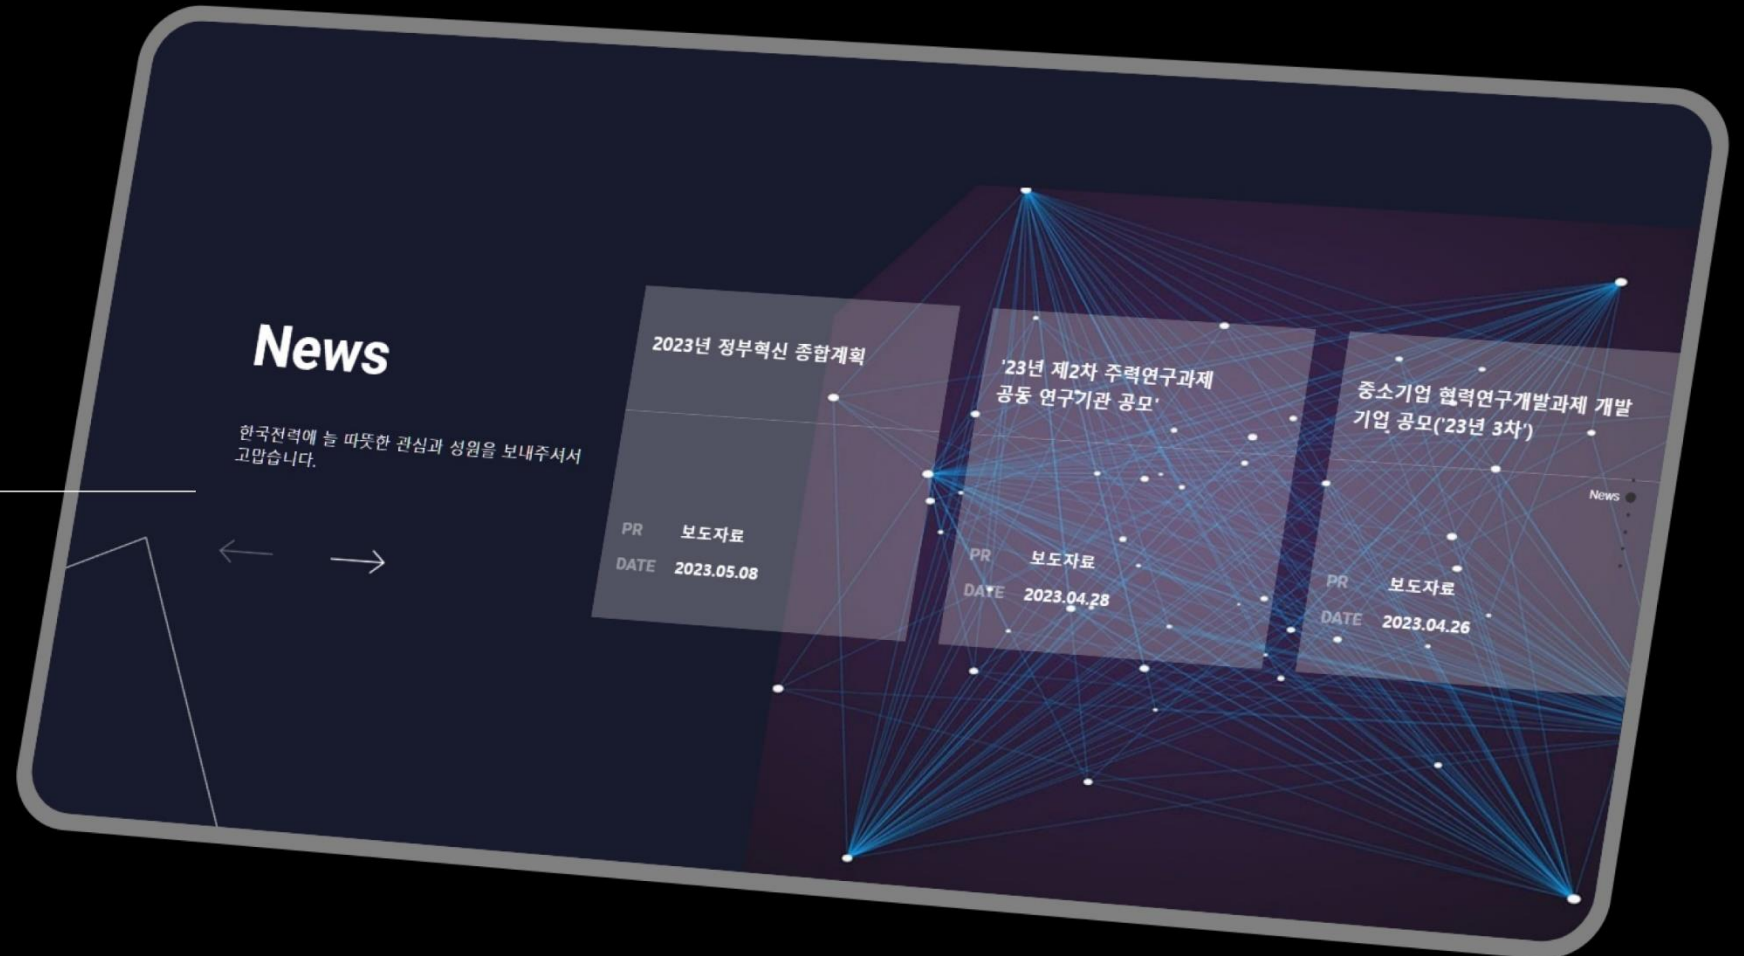 News
한국전력에 늘 따뜻한 관심과 성원을 보내주셔서
고맙습니다.
2023년 정부혁신 종합계획
PR 보도자료
DATE 2023.05.08
'23년 제2차 주력연구과제
공동 연구기관 공모'
PR 보도자료
DATE 2023.04.28
중소기업 협력연구개발과제 개발
기업 공모('23년 3차')
PR 보도자료
DATE 2023.04.26
News